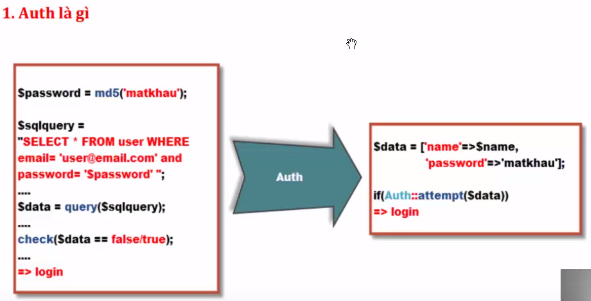 1. Auth là gì
$password = md5('matkhau');
$sqlquery =
"SELECT * FROM user WHERE
email= 'user@email.com' and
password= '$password' ";
....
$data = query($sqlquery);
....
check($data == false/true);
....
=> login
Auth
$data = ['name'=>$name,
'password'=>'matkhau'];
if(Auth::attempt($data))
=> login